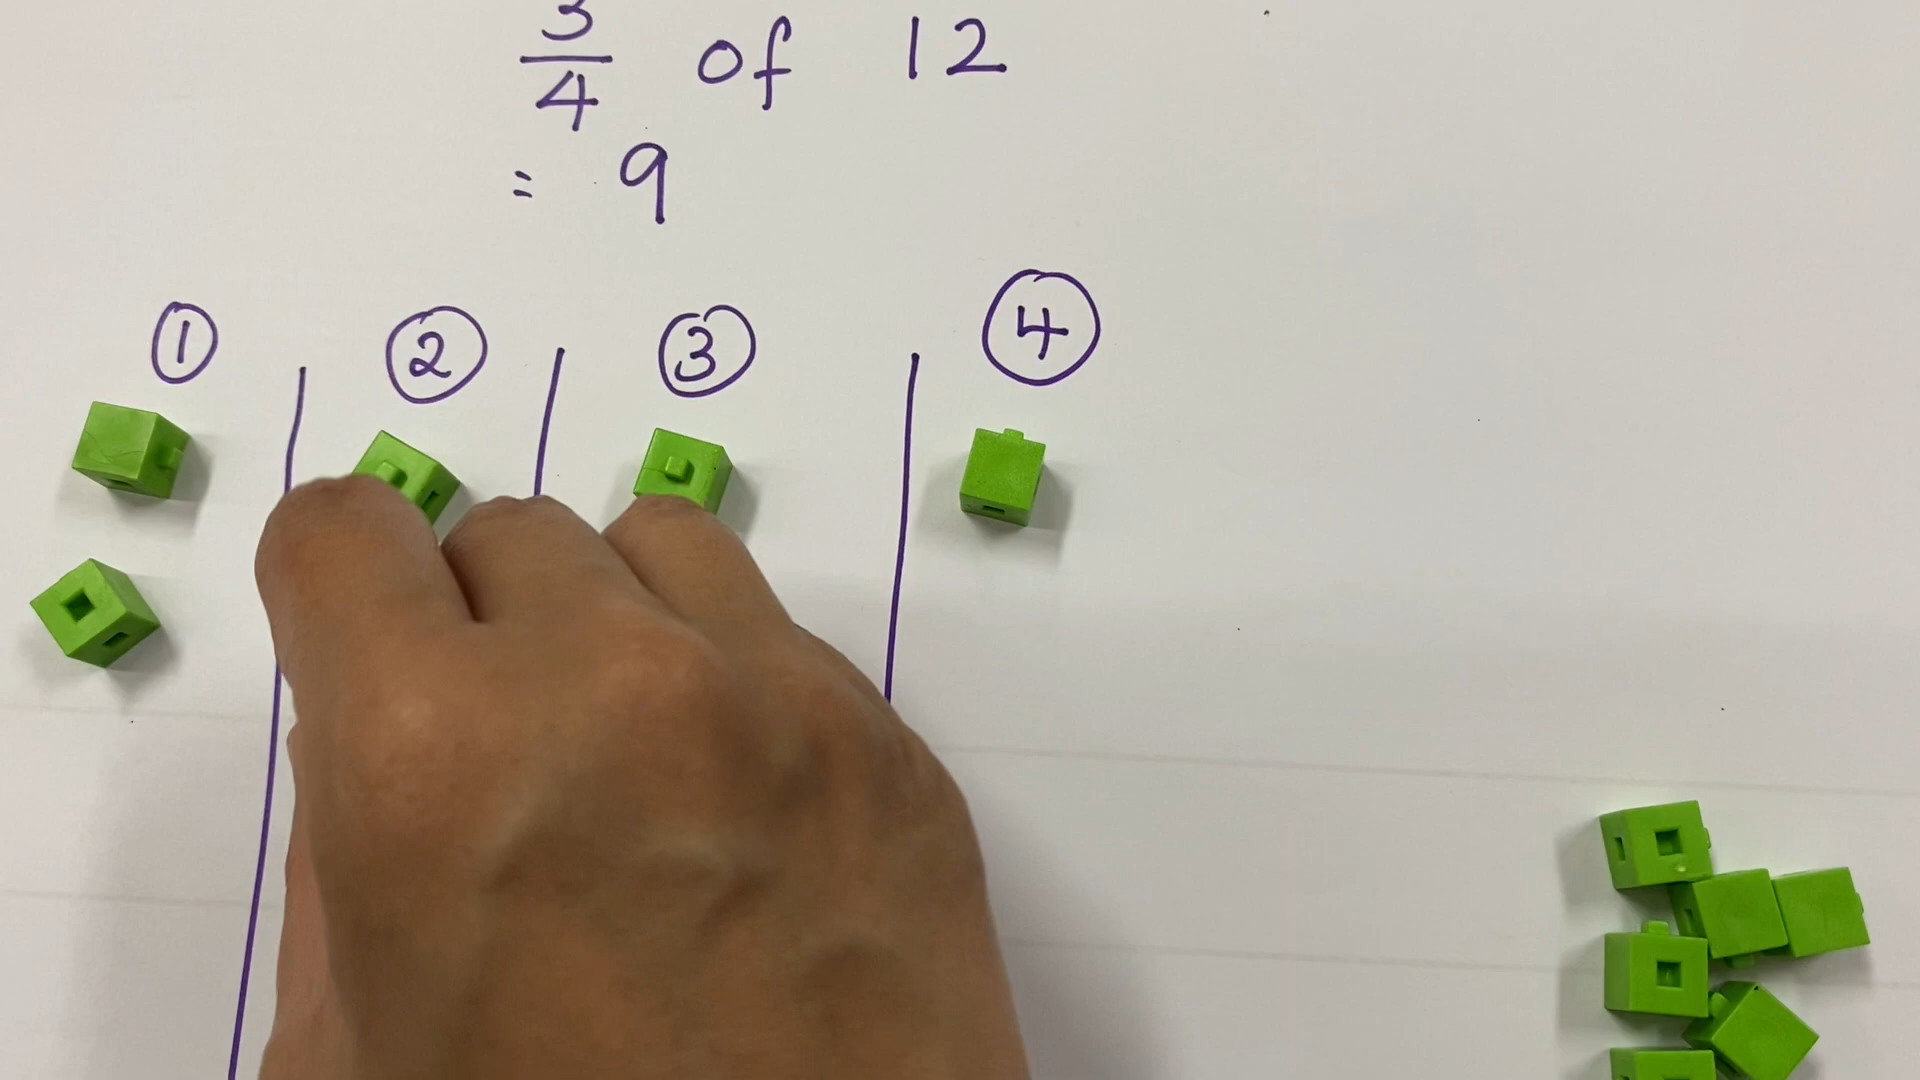 3/4 of 12
= 9
① ② ③ ④